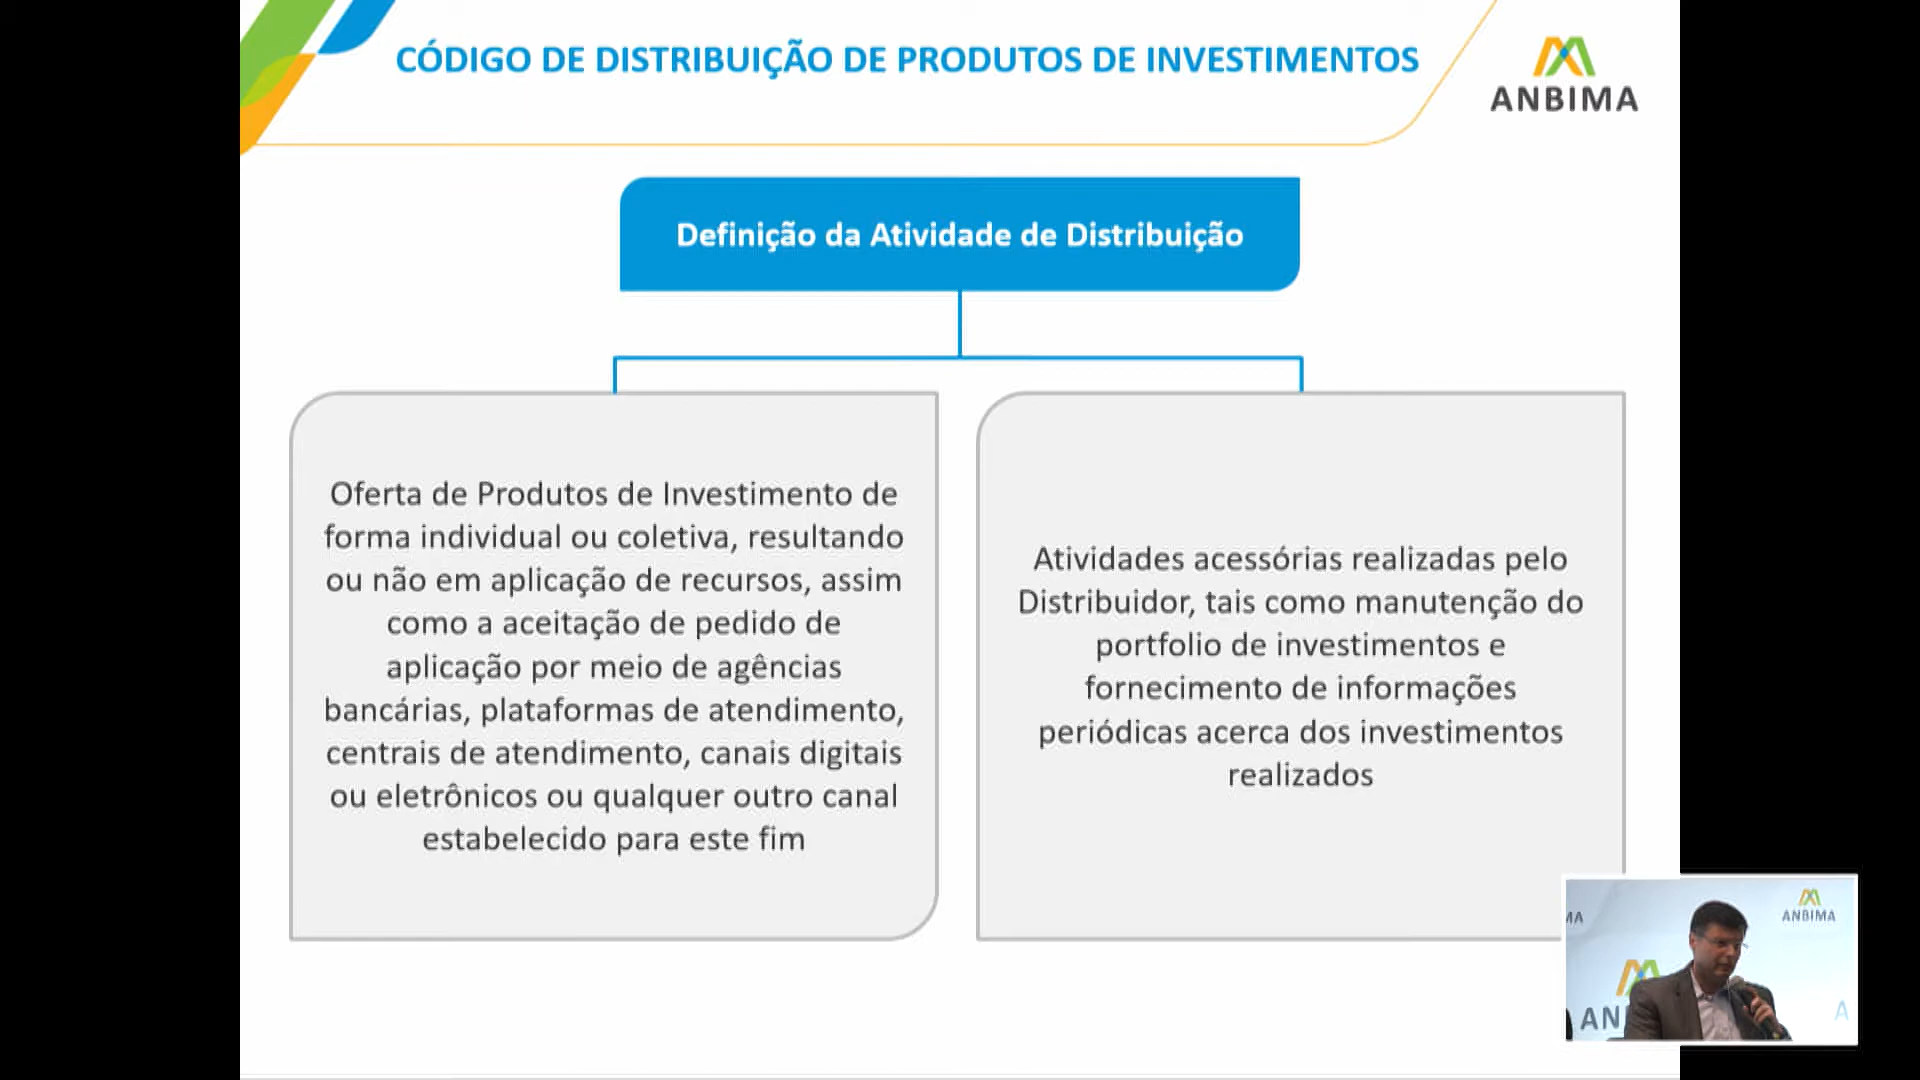 CÓDIGO DE DISTRIBUIÇÃO DE PRODUTOS DE INVESTIMENTOS
ANBIMA
Definição da Atividade de Distribuição
Oferta de Produtos de Investimento de
forma individual ou coletiva, resultando
ou não em aplicação de recursos, assim
como a aceitação de pedido de
aplicação por meio de agências
bancárias, plataformas de atendimento,
centrais de atendimento, canais digitais
ou eletrônicos ou qualquer outro canal
estabelecido para este fim
Atividades acessórias realizadas pelo
Distribuidor, tais como manutenção do
portfolio de investimentos e
fornecimento de informações
periódicas acerca dos investimentos
realizados
MA
ANBIMA
AN
A